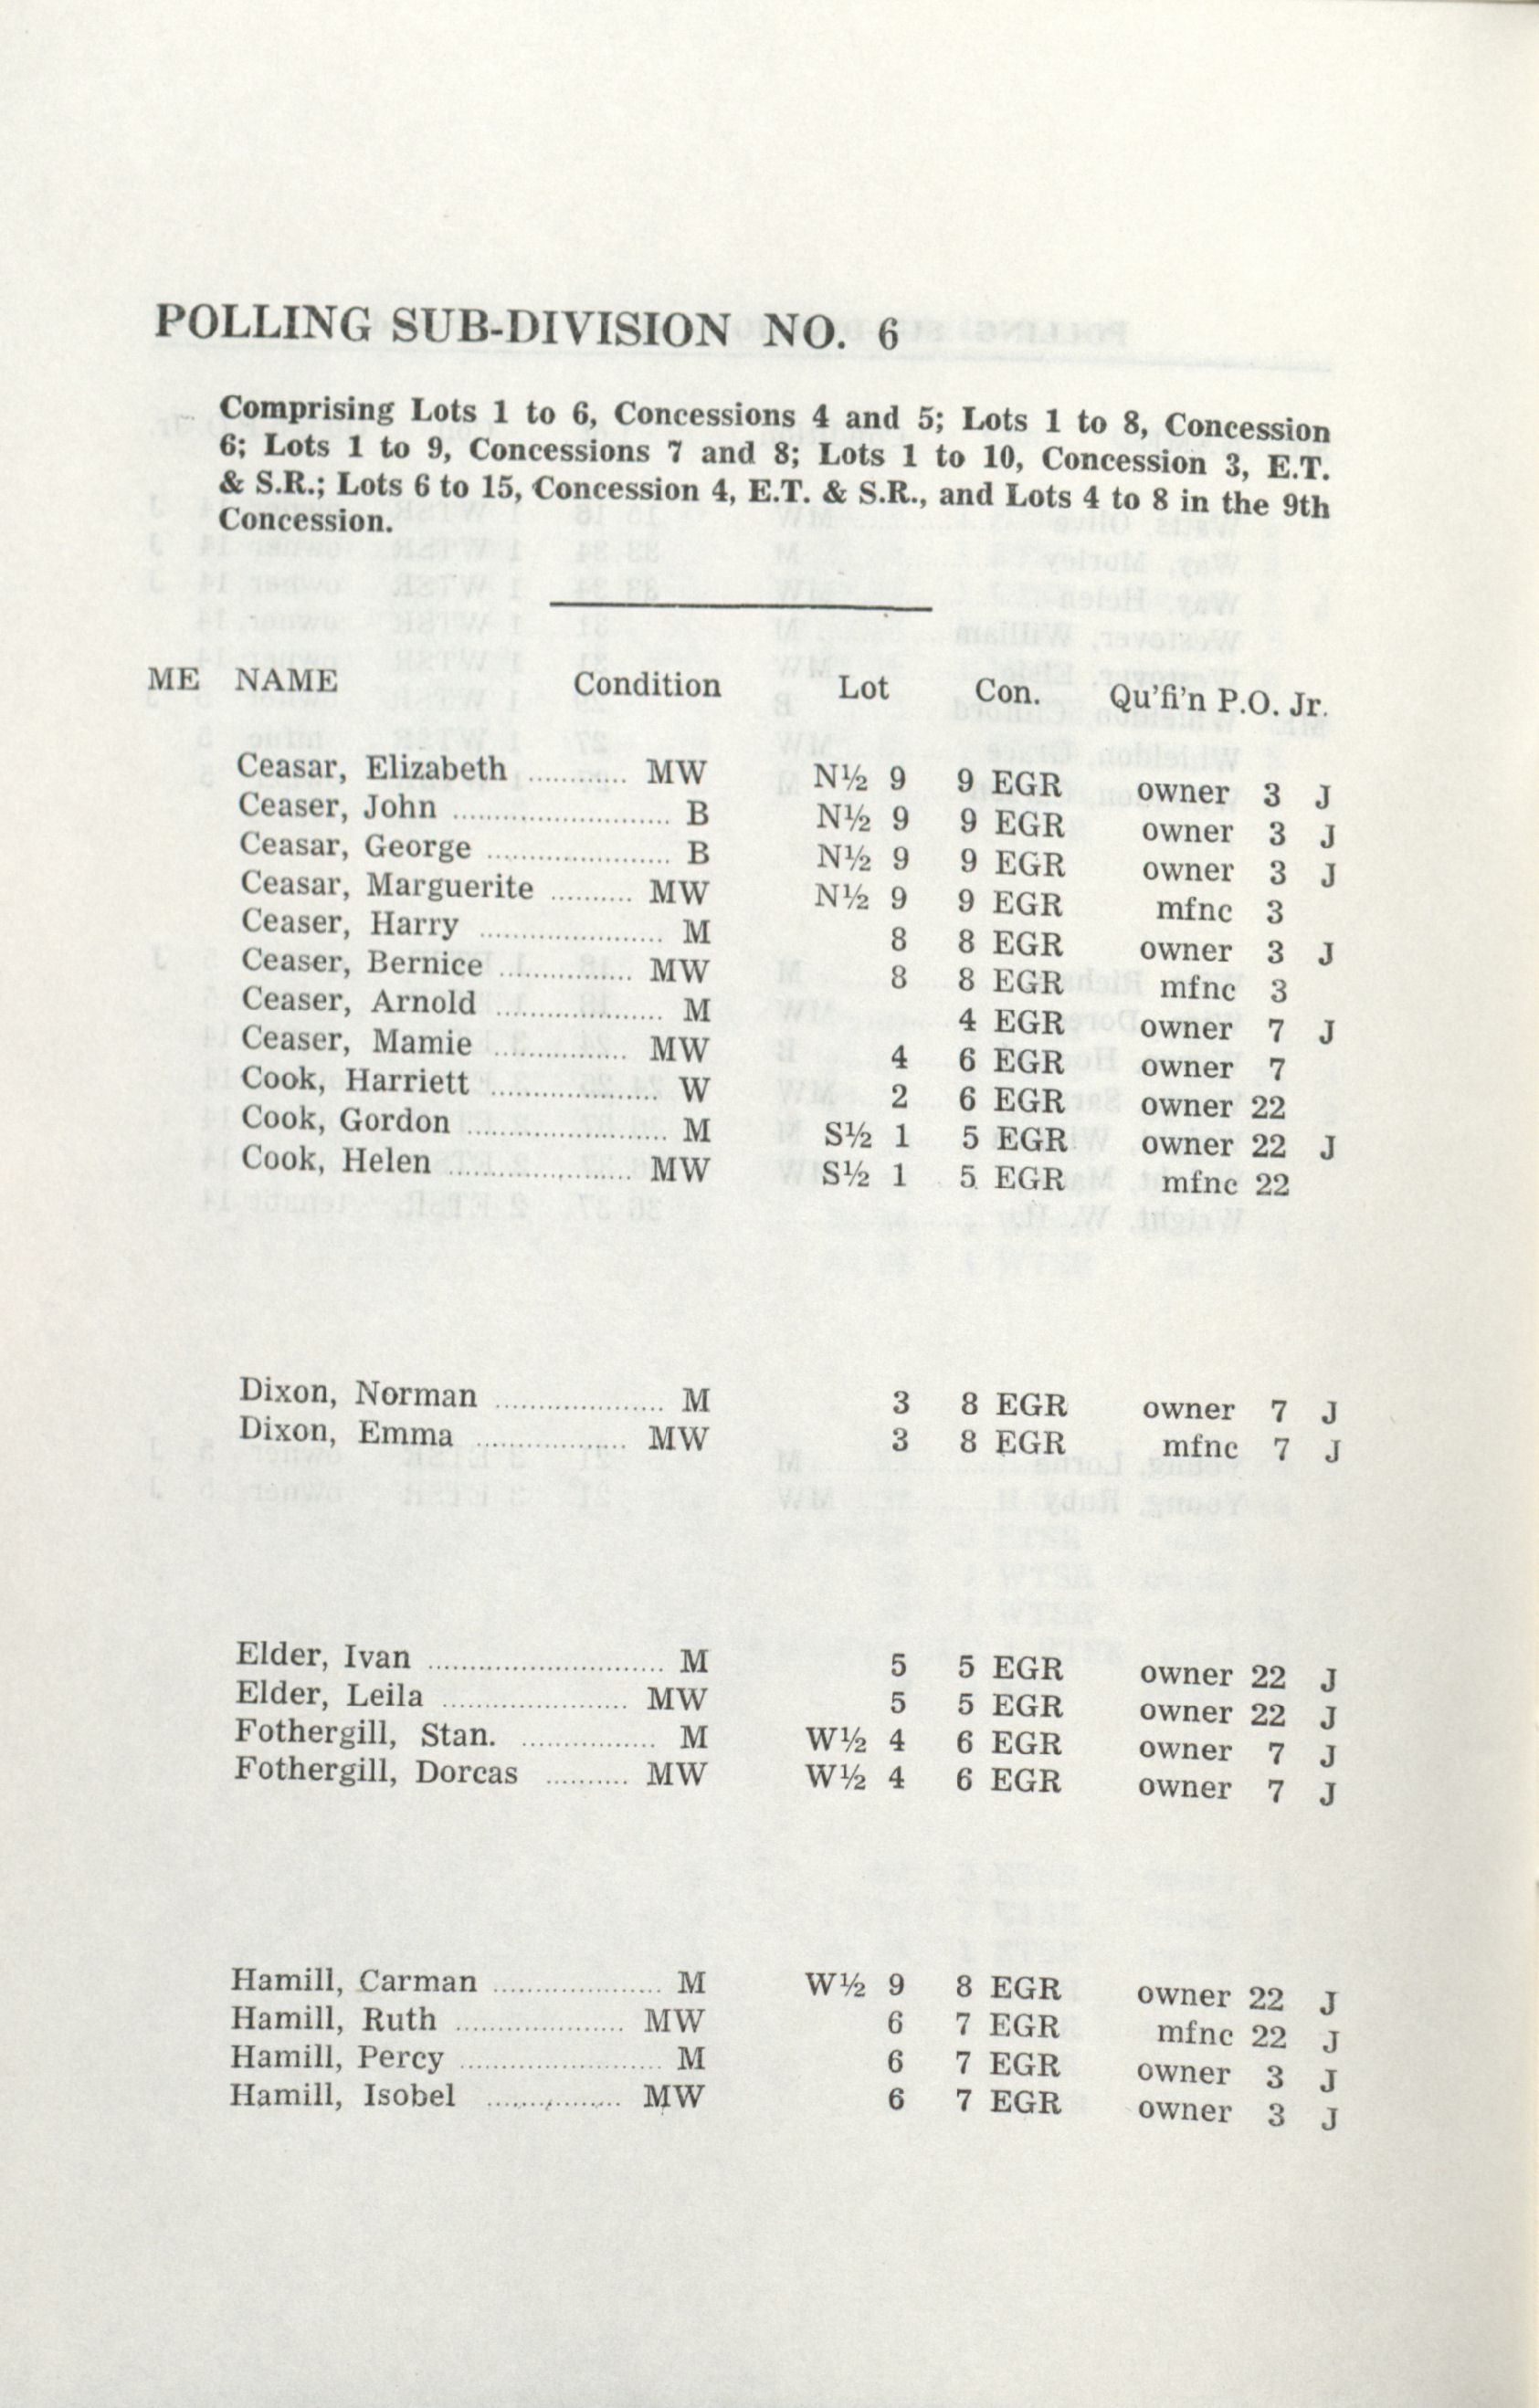 POLLING SUB-DIVISION NO. 6
Comprising Lots 1 to 6, Concessions 4 and 5; Lots 1 to 8, Concession
6; Lots 1 to 9, Concessions 7 and 8; Lots 1 to 10, Concession 3, E.T.
& S.R.; Lots 6 to 15, Concession 4, E.T. & S.R., and Lots 4 to 8 in the 9th
Concession.
ME NAME Condition Lot Con. Qu'fi'n P.O. Jr.
Ceasar, Elizabeth ............ MW N½ 9 9 EGR owner 3 J
Ceaser, John .......................... B N½ 9 9 EGR owner 3 J
Ceasar, George ...................... B N½ 9 9 EGR owner 3 J
Ceasar, Marguerite .......... MW N½ 9 9 EGR mfnc 3
Ceaser, Harry ...................... M 8 8 EGR owner 3 J
Ceaser, Bernice ................ MW 8 8 EGR mfnc 3
Ceaser, Arnold .................... M 4 EGR owner 7 J
Ceaser, Mamie ................ MW 4 6 EGR owner 7
Cook, Harriett .................... W 2 6 EGR owner 22
Cook, Gordon ........................ M S½ 1 5 EGR owner 22 J
Cook, Helen ...................... MW S½ 1 5 EGR mfnc 22
Dixon, Norman .................... M 3 8 EGR owner 7 J
Dixon, Emma .................. MW 3 8 EGR mfnc 7 J
Elder, Ivan ............................ M 5 5 EGR owner 22 J
Elder, Leila ...................... MW 5 5 EGR owner 22 J
Fothergill, Stan. ................ M W½ 4 6 EGR owner 7 J
Fothergill, Dorcas .......... MW W½ 4 6 EGR owner 7 J
Hamill, Carman .................... M W½ 9 8 EGR owner 22 J
Hamill, Ruth .................... MW 6 7 EGR mfnc 22 J
Hamill, Percy ........................ M 6 7 EGR owner 3 J
Hamill, Isobel ................ MW 6 7 EGR owner 3 J